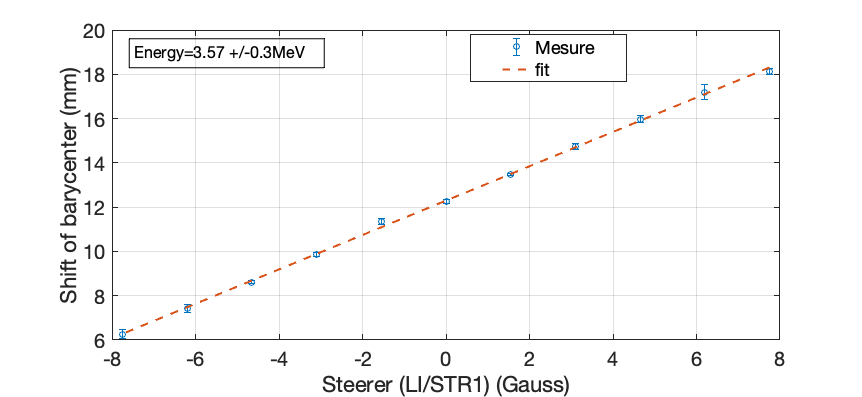 Energy=3.57 +/-0.3MeV
Mesure
fit
Shift of barycenter (mm)
20
18
16
14
12
10
8
6
-8 -6 -4 -2 0 2 4 6 8
Steerer (LI/STR1) (Gauss)